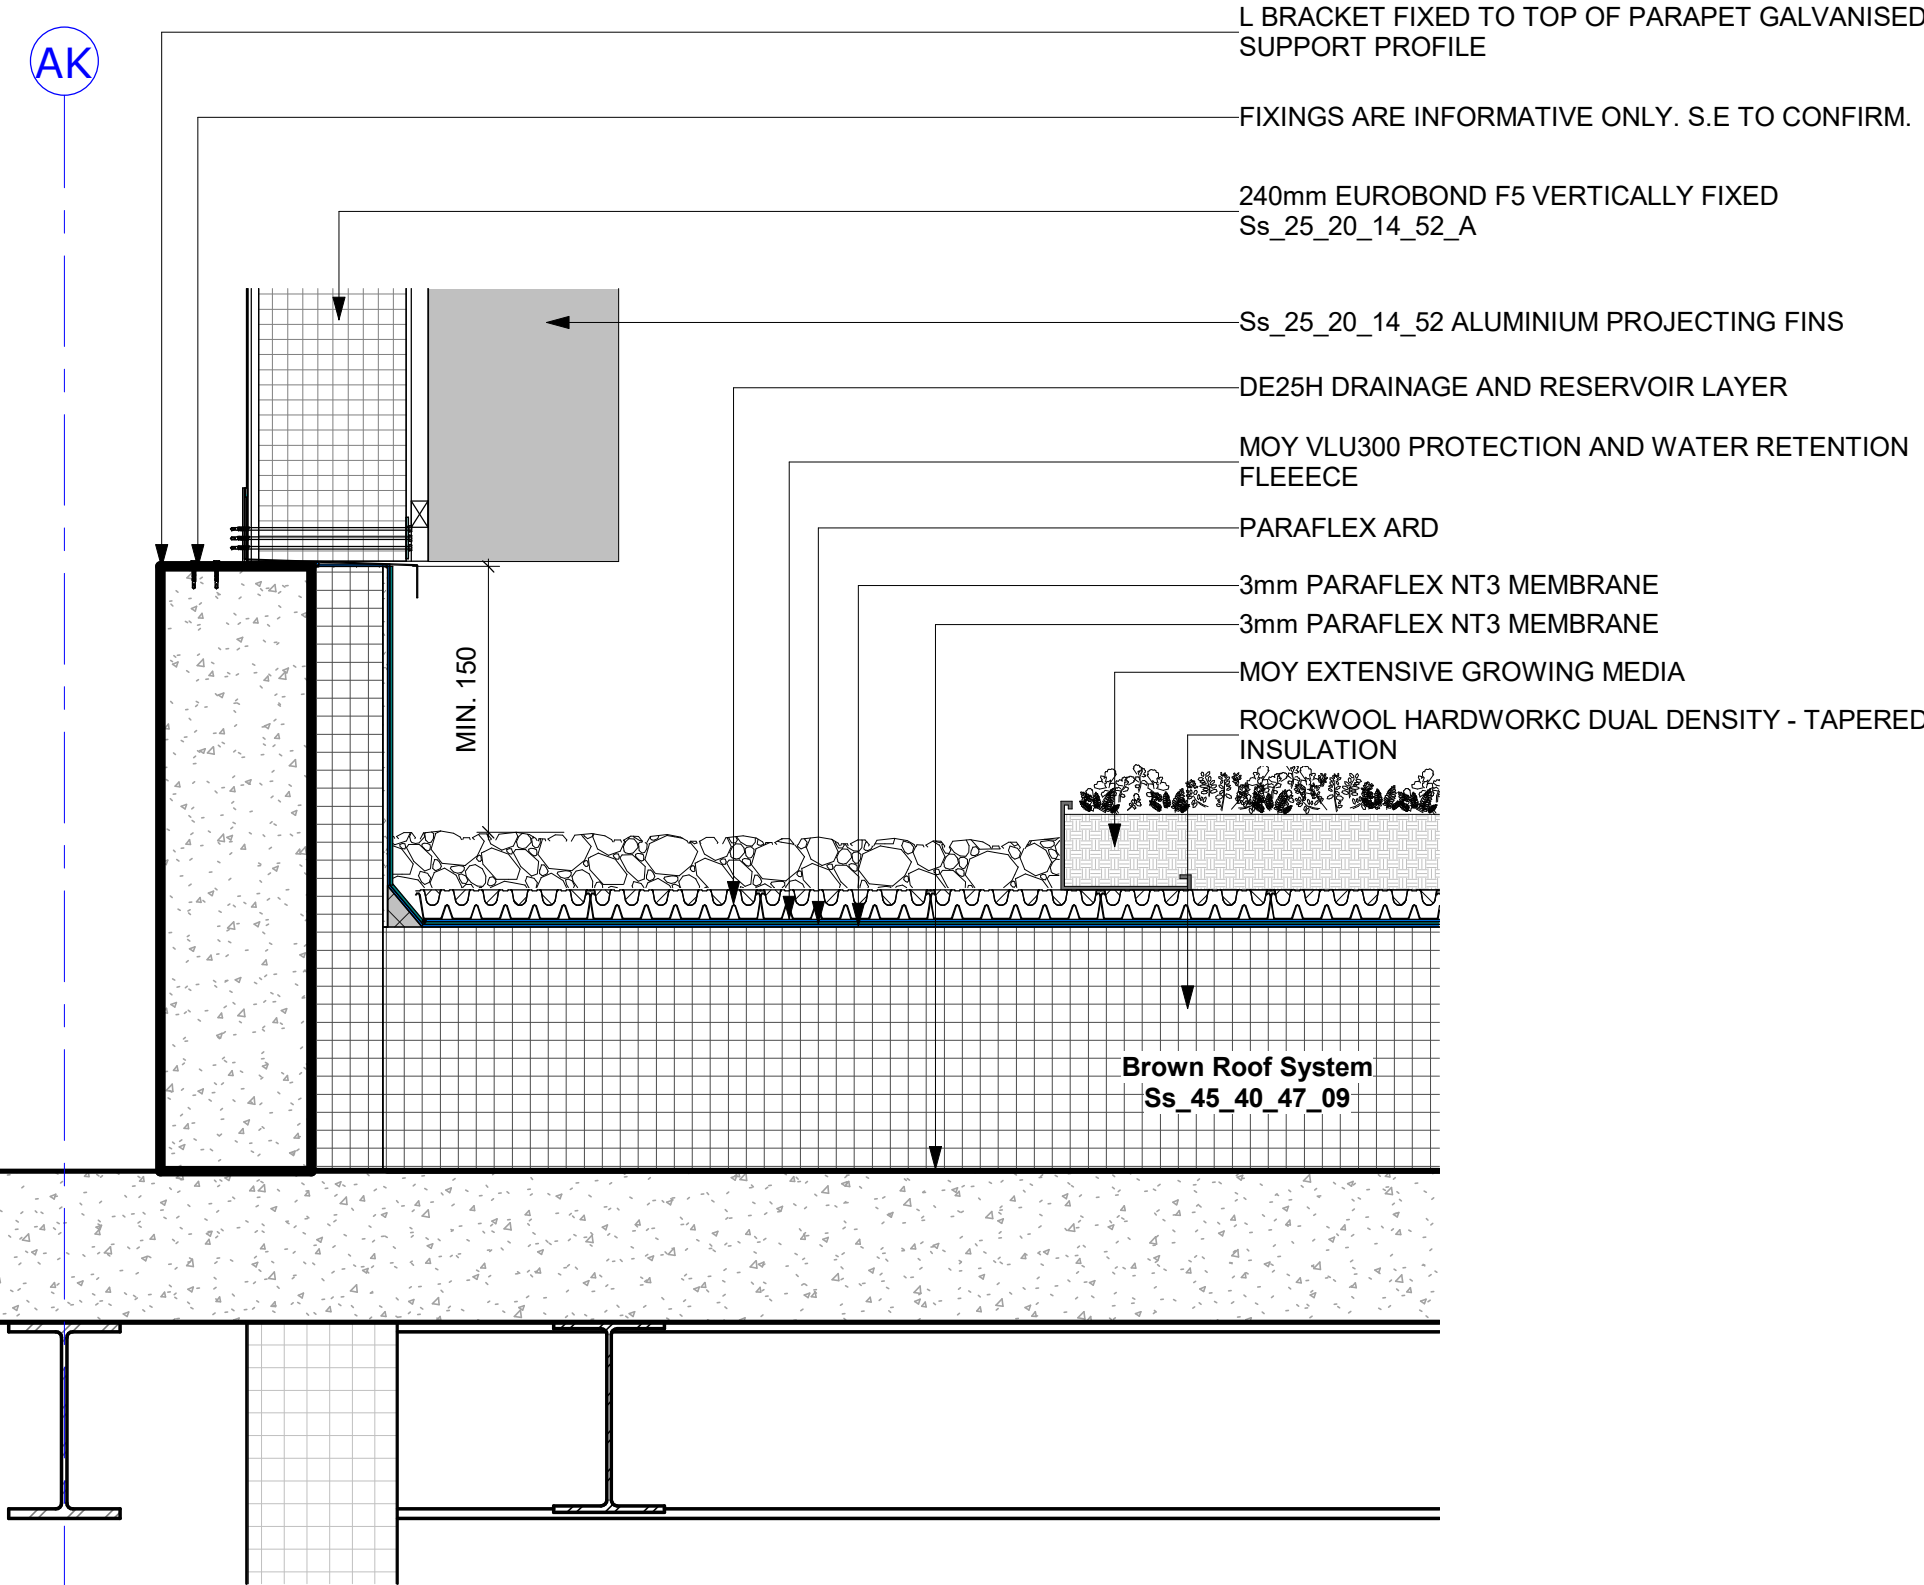 L BRACKET FIXED TO TOP OF PARAPET GALVANISED
SUPPORT PROFILE
AK
FIXINGS ARE INFORMATIVE ONLY. S.E TO CONFIRM.
240mm EUROBOND F5 VERTICALLY FIXED
Ss_25_20_14_52_A
Ss_25_20_14_52 ALUMINIUM PROJECTING FINS
DE25H DRAINAGE AND RESERVOIR LAYER
MOY VLU300 PROTECTION AND WATER RETENTION
FLEEECE
PARAFLEX ARD
3mm PARAFLEX NT3 MEMBRANE
3mm PARAFLEX NT3 MEMBRANE
MOY EXTENSIVE GROWING MEDIA
ROCKWOOL HARDWORKC DUAL DENSITY - TAPERED
INSULATION
MIN. 150
Brown Roof System
Ss_45_40_47_09